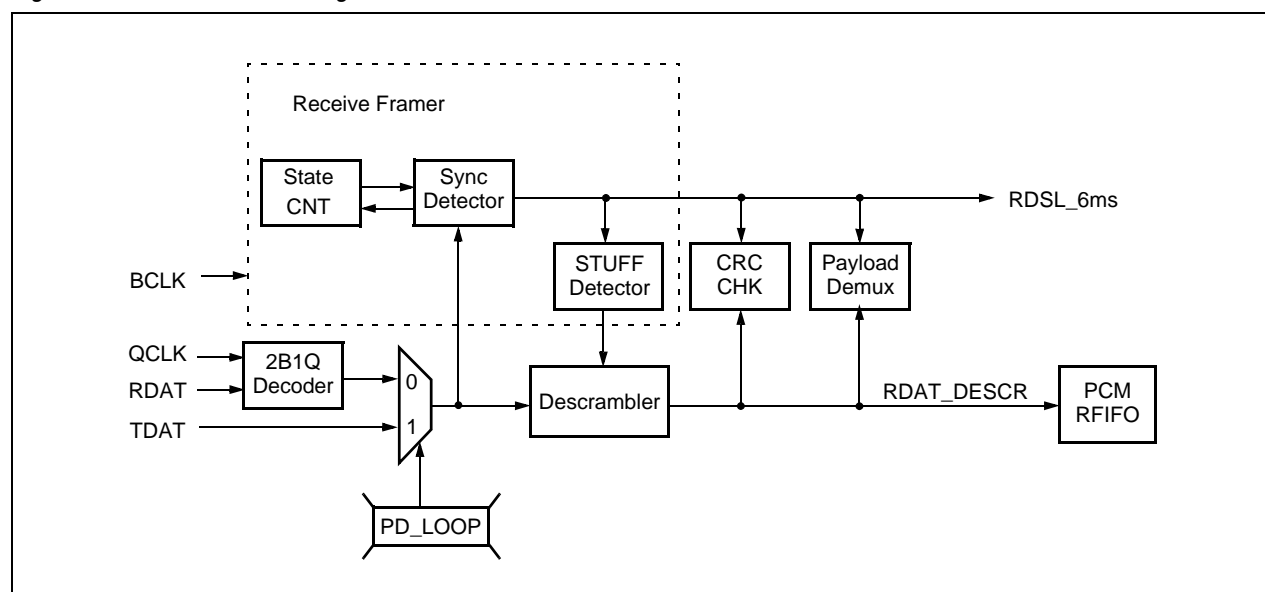 Receive Framer
State
CNT
Sync
Detector
RDSL_6ms
STUFF
Detector
CRC
CHK
Payload
Demux
BCLK
QCLK
RDAT
2B1Q
Decoder
TDAT
0
1
Descrambler
RDAT_DESCR
PCM
RFIFO
PD_LOOP